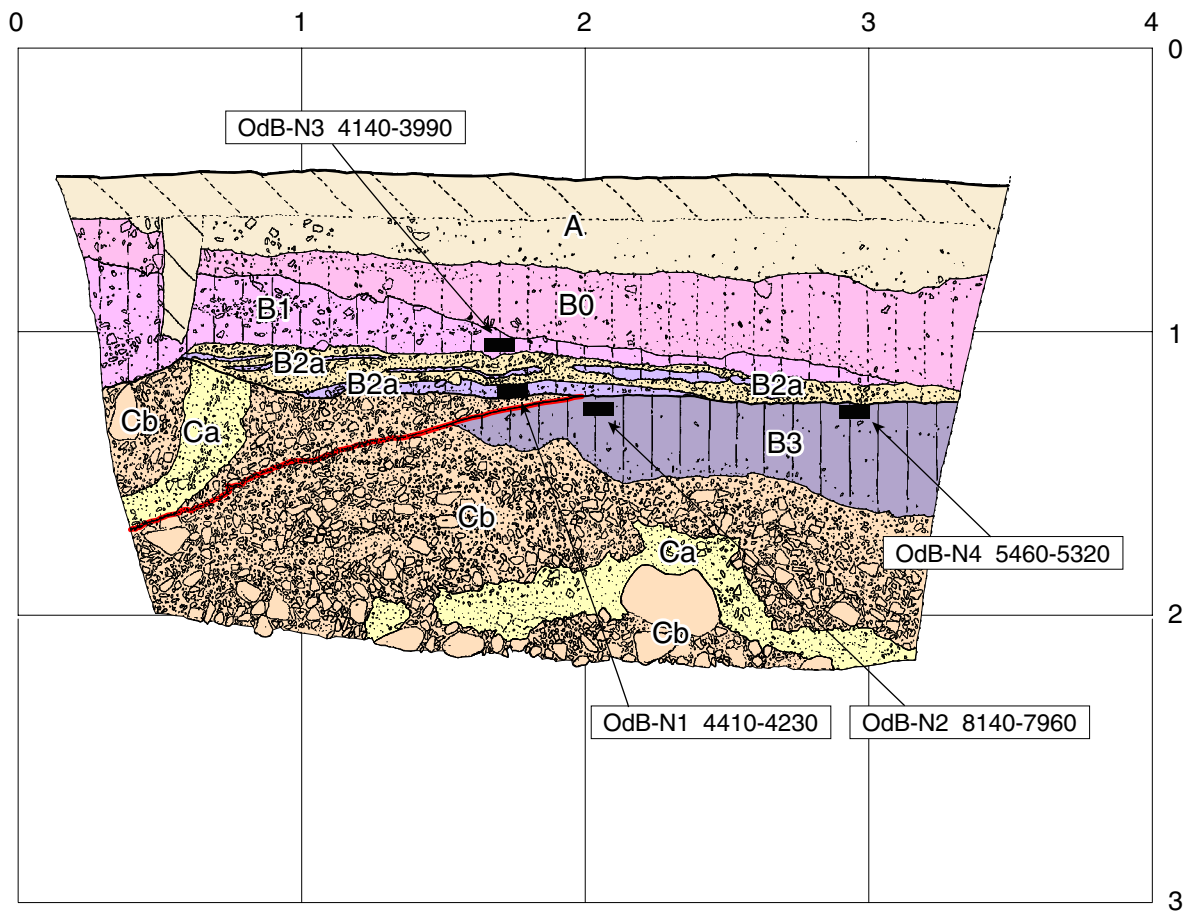 0 1 2 3 4
0
OdB-N3 4140-3990
A
B0
B1
1
B2a
B2a
B2a
Cb
Ca
B3
Cb
Ca
OdB-N4 5460-5320
2
Cb
OdB-N1 4410-4230
OdB-N2 8140-7960
3